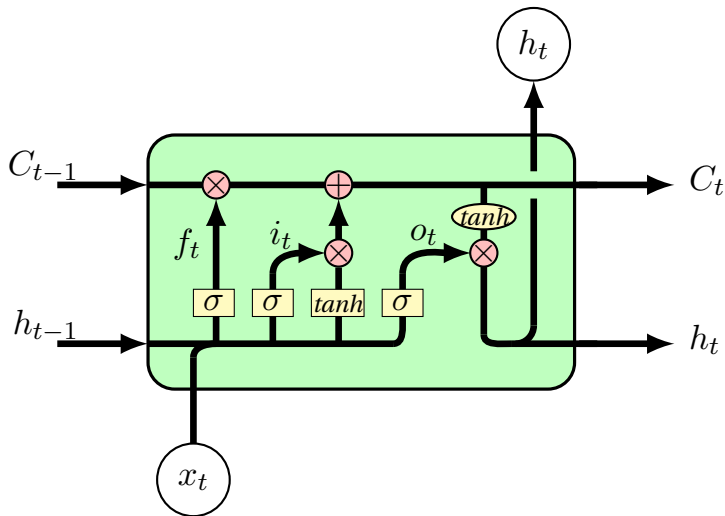 h_t
C_{t-1}
C_t
× +
tanh
f_t
i_t
o_t
× ×
σ σ tanh σ
h_{t-1}
h_t
x_t